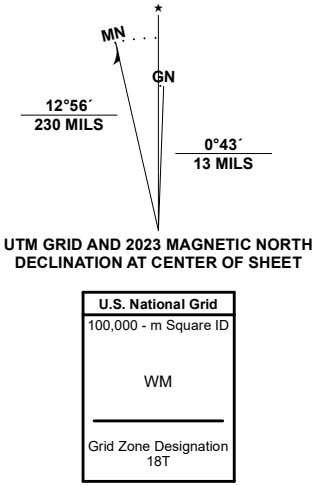 MN
GN
12°56´
230 MILS
0°43´
13 MILS
UTM GRID AND 2023 MAGNETIC NORTH
DECLINATION AT CENTER OF SHEET
U.S. National Grid
100,000 - m Square ID
WM
Grid Zone Designation
18T